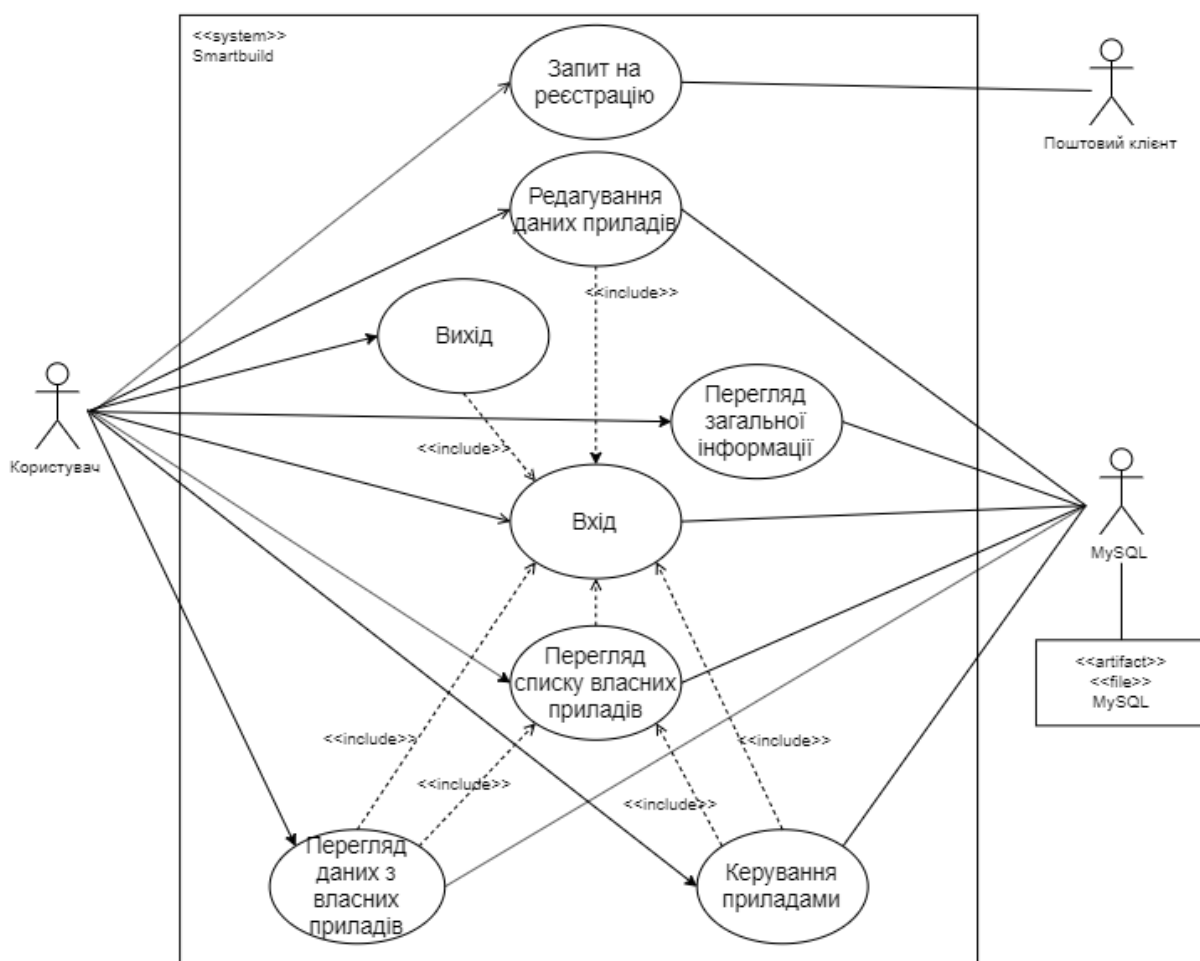 <<system>>
Smartbuild
Запит на
реєстрацію
Поштовий клієнт
Редагування
даних приладів
<<include>>
Вихід
Перегляд
загальної
інформації
<<include>>
Користувач
Вхід
MySQL
Перегляд
списку власних
приладів
<<artifact>>
<<file>>
MySQL
<<include>>
<<include>>
<<include>>
<<include>>
Перегляд
даних з
власних
приладів
Керування
приладами